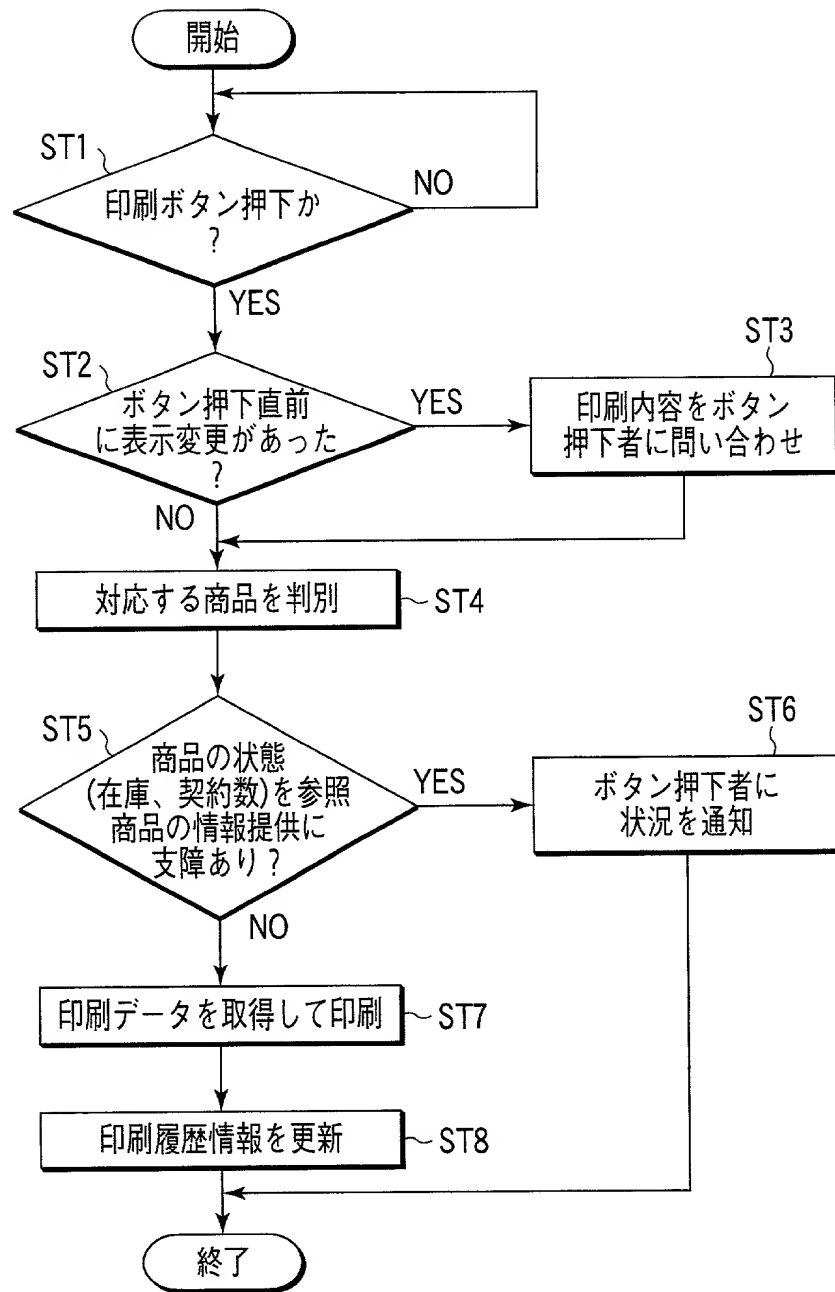 開始
ST1
印刷ボタン押下か
?
NO
YES
ST2
ボタン押下直前
に表示変更があった
?
YES
NO
ST3
印刷内容をボタン
押下者に問い合わせ
対応する商品を判別
ST4
ST5
商品の状態
(在庫、契約数)を参照
商品の情報提供に
支障あり?
YES
NO
ST6
ボタン押下者に
状況を通知
印刷データを取得して印刷
ST7
印刷履歴情報を更新
ST8
終了